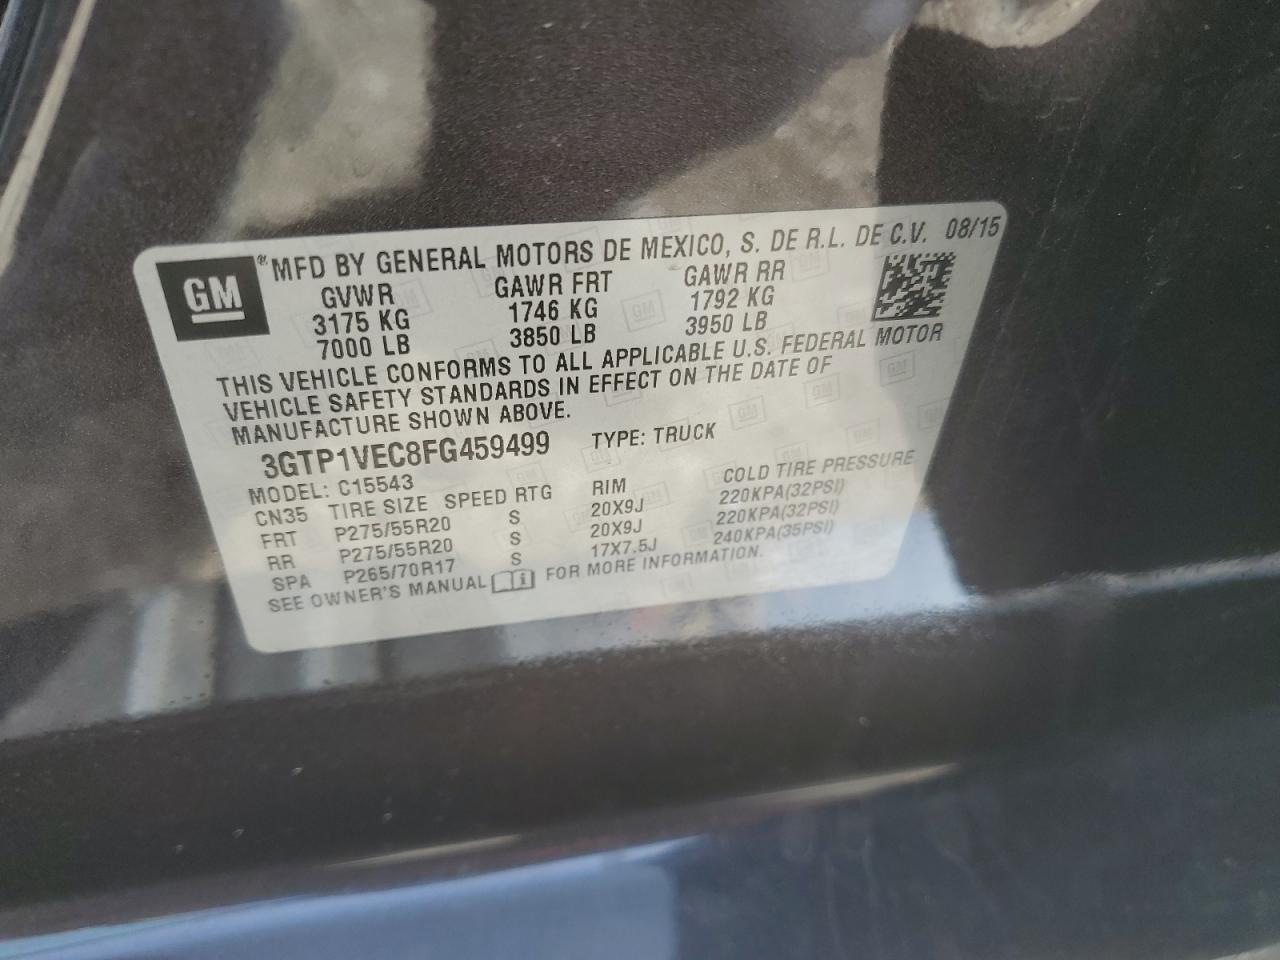 GM
® MFD BY GENERAL MOTORS DE MEXICO, S. DE R.L. DE C.V. 08/15
GVWR GAWR FRT GAWR RR
3175 KG 1746 KG 1792 KG
7000 LB 3850 LB 3950 LB
THIS VEHICLE CONFORMS TO ALL APPLICABLE U.S. FEDERAL MOTOR
VEHICLE SAFETY STANDARDS IN EFFECT ON THE DATE OF
MANUFACTURE SHOWN ABOVE.
3GTP1VEC8FG459499 TYPE: TRUCK
MODEL: C15543
CN35 TIRE SIZE SPEED RTG RIM COLD TIRE PRESSURE
FRT P275/55R20 S 20X9J 220KPA(32PSI)
RR P275/55R20 S 20X9J 220KPA(32PSI)
SPA P265/70R17 S 17X7.5J 240KPA(35PSI)
SEE OWNER'S MANUAL FOR MORE INFORMATION.